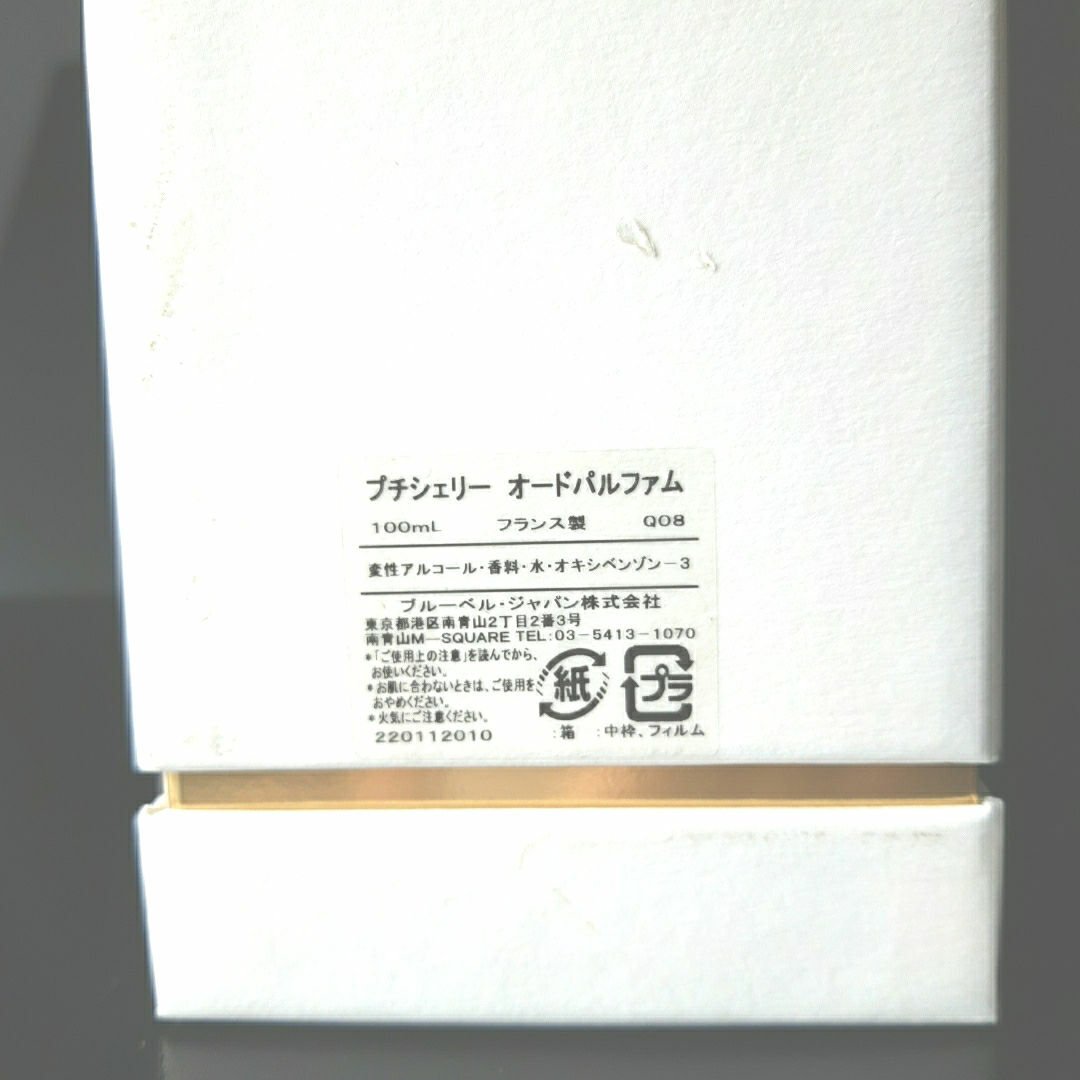 プチシェリー オードパルファム
100mL フランス製 Q08
変性アルコール・香料・水・オキシベンゾン－3
ブルーベル・ジャパン株式会社
東京都港区南青山2丁目2番3号
南青山M－SQUARE TEL:03－5413－1070
*「ご使用上の注意」を読んでから、
お使いください。
*お肌に合わないときは、ご使用を
おやめください。
*火気にご注意ください。
紙 プラ
220112010 :箱 :中枠、フィルム